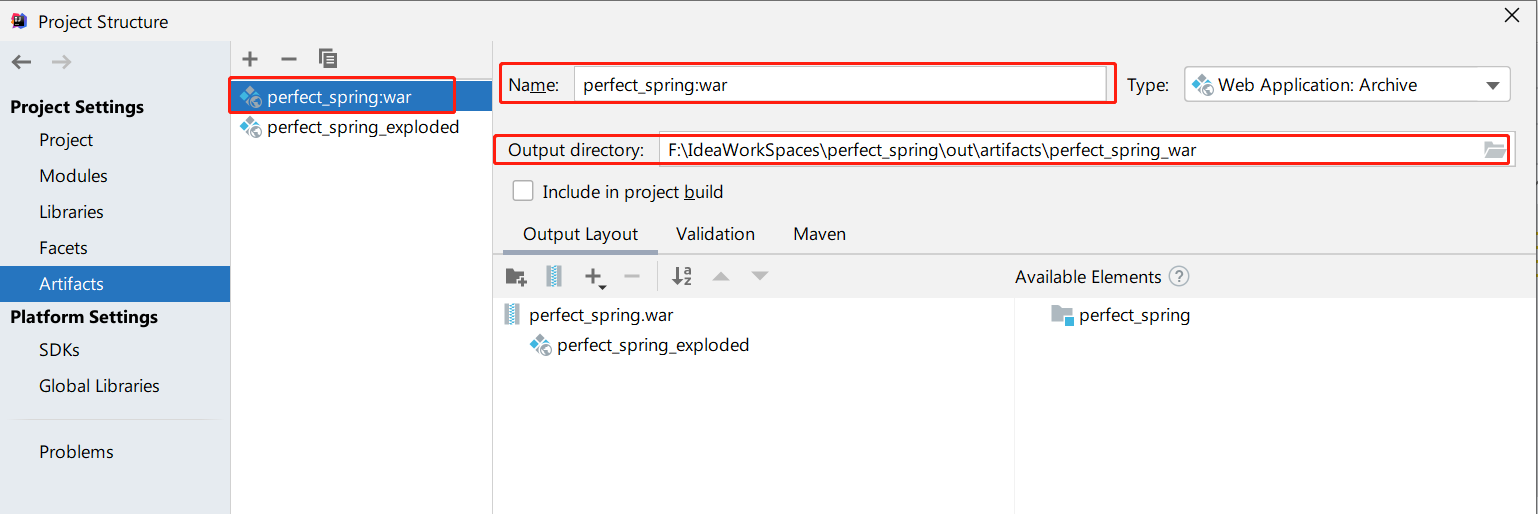 Project Structure
Project Settings
Project
Modules
Libraries
Facets
Artifacts
Platform Settings
SDKs
Global Libraries
Problems
perfect_spring:war
perfect_spring_exploded
Name: perfect_spring:war Type: Web Application: Archive
Output directory: F:\IdeaWorkSpaces\perfect_spring\out\artifacts\perfect_spring_war
Include in project build
Output Layout Validation Maven
Available Elements ?
perfect_spring.war
perfect_spring_exploded
perfect_spring